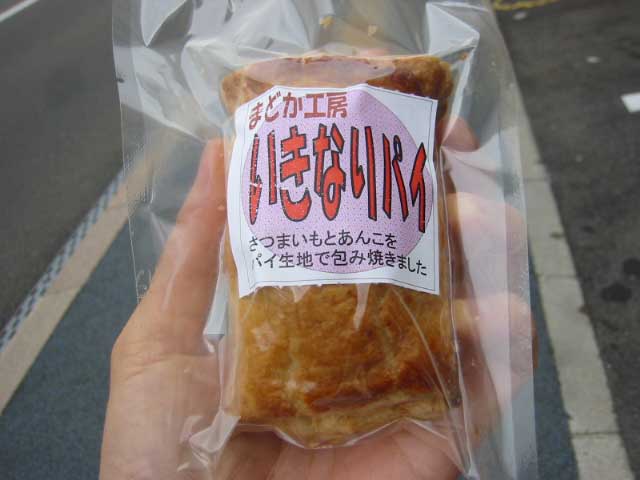 まどか工房
いきなりパイ
さつまいもとあんこを
パイ生地で包み焼きました